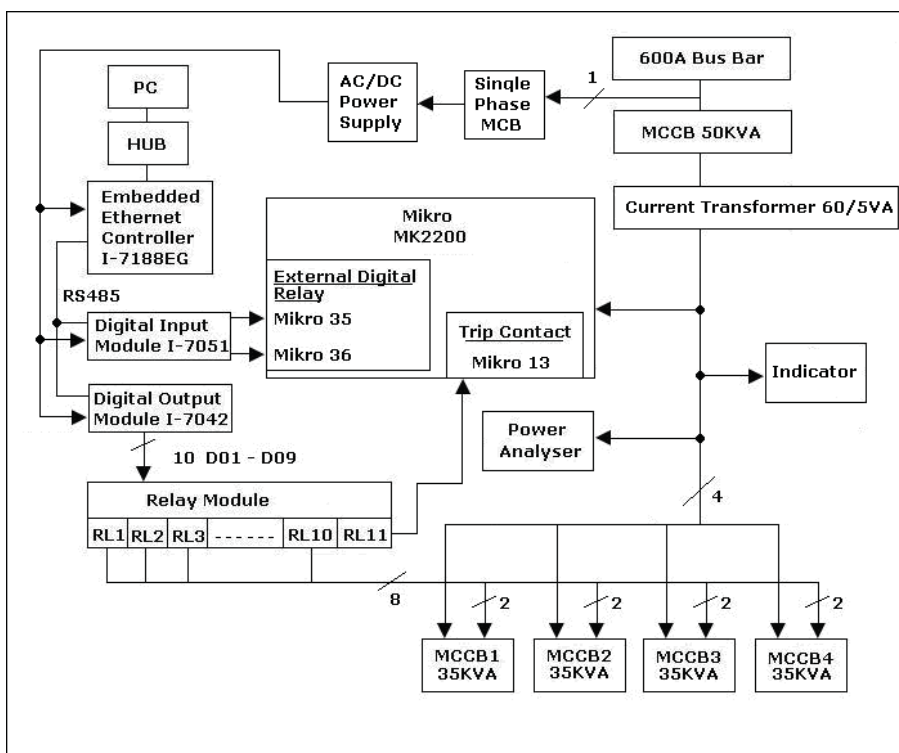 600A Bus Bar
AC/DC
Power
Supply
Single
Phase
MCB
1
PC
MCCB 50KVA
HUB
Embedded
Ethernet
Controller
I-7188EG
Current Transformer 60/5VA
Mikro
MK2200
External Digital
Relay
Mikro 35
Mikro 36
RS485
Digital Input
Module I-7051
Trip Contact
Mikro 13
Indicator
Digital Output
Module I-7042
Power
Analyser
10 D01 - D09
Relay Module
RL1 RL2 RL3 ------ RL10 RL11
4
8
2
2
2
2
MCCB1
35KVA
MCCB2
35KVA
MCCB3
35KVA
MCCB4
35KVA